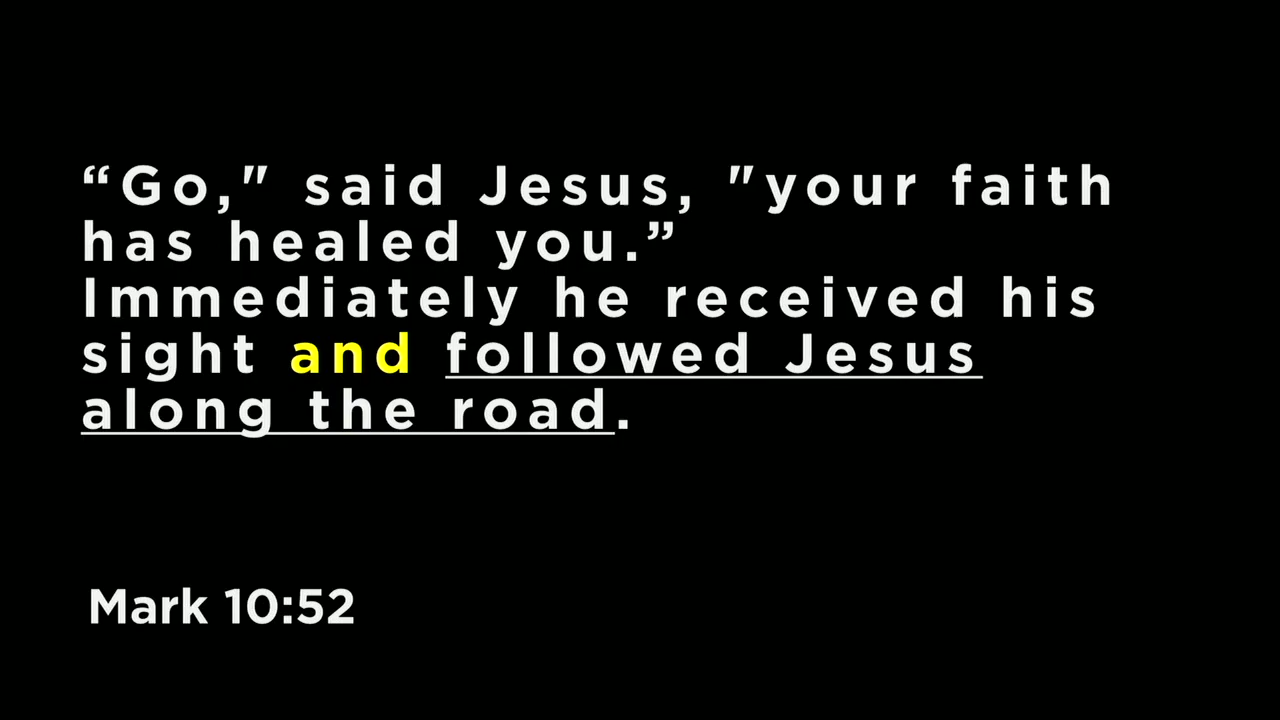 “Go," said Jesus, "your faith
has healed you.”
Immediately he received his
sight and followed Jesus
along the road.
Mark 10:52